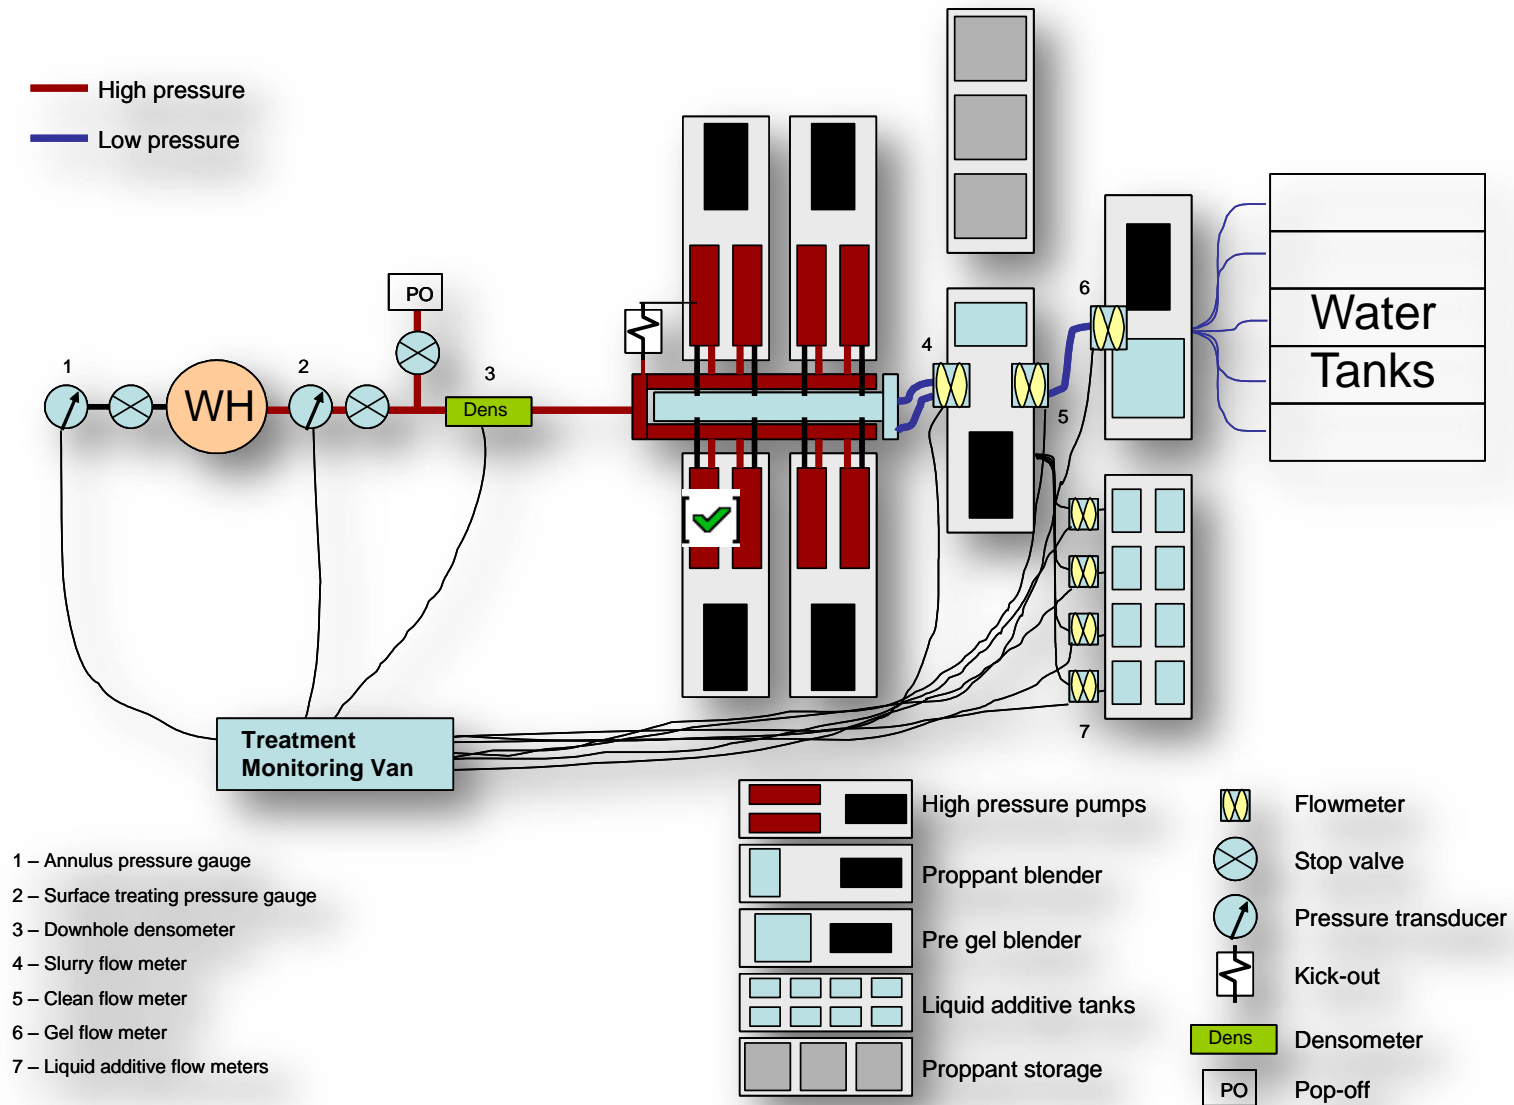 High pressure
Low pressure
PO
1
2
3
4
5
6
7
WH
Dens
Water
Tanks
Treatment
Monitoring Van
1 – Annulus pressure gauge
2 – Surface treating pressure gauge
3 – Downhole densometer
4 – Slurry flow meter
5 – Clean flow meter
6 – Gel flow meter
7 – Liquid additive flow meters
High pressure pumps
Proppant blender
Pre gel blender
Liquid additive tanks
Proppant storage
Flowmeter
Stop valve
Pressure transducer
Kick-out
Dens
Densometer
PO
Pop-off